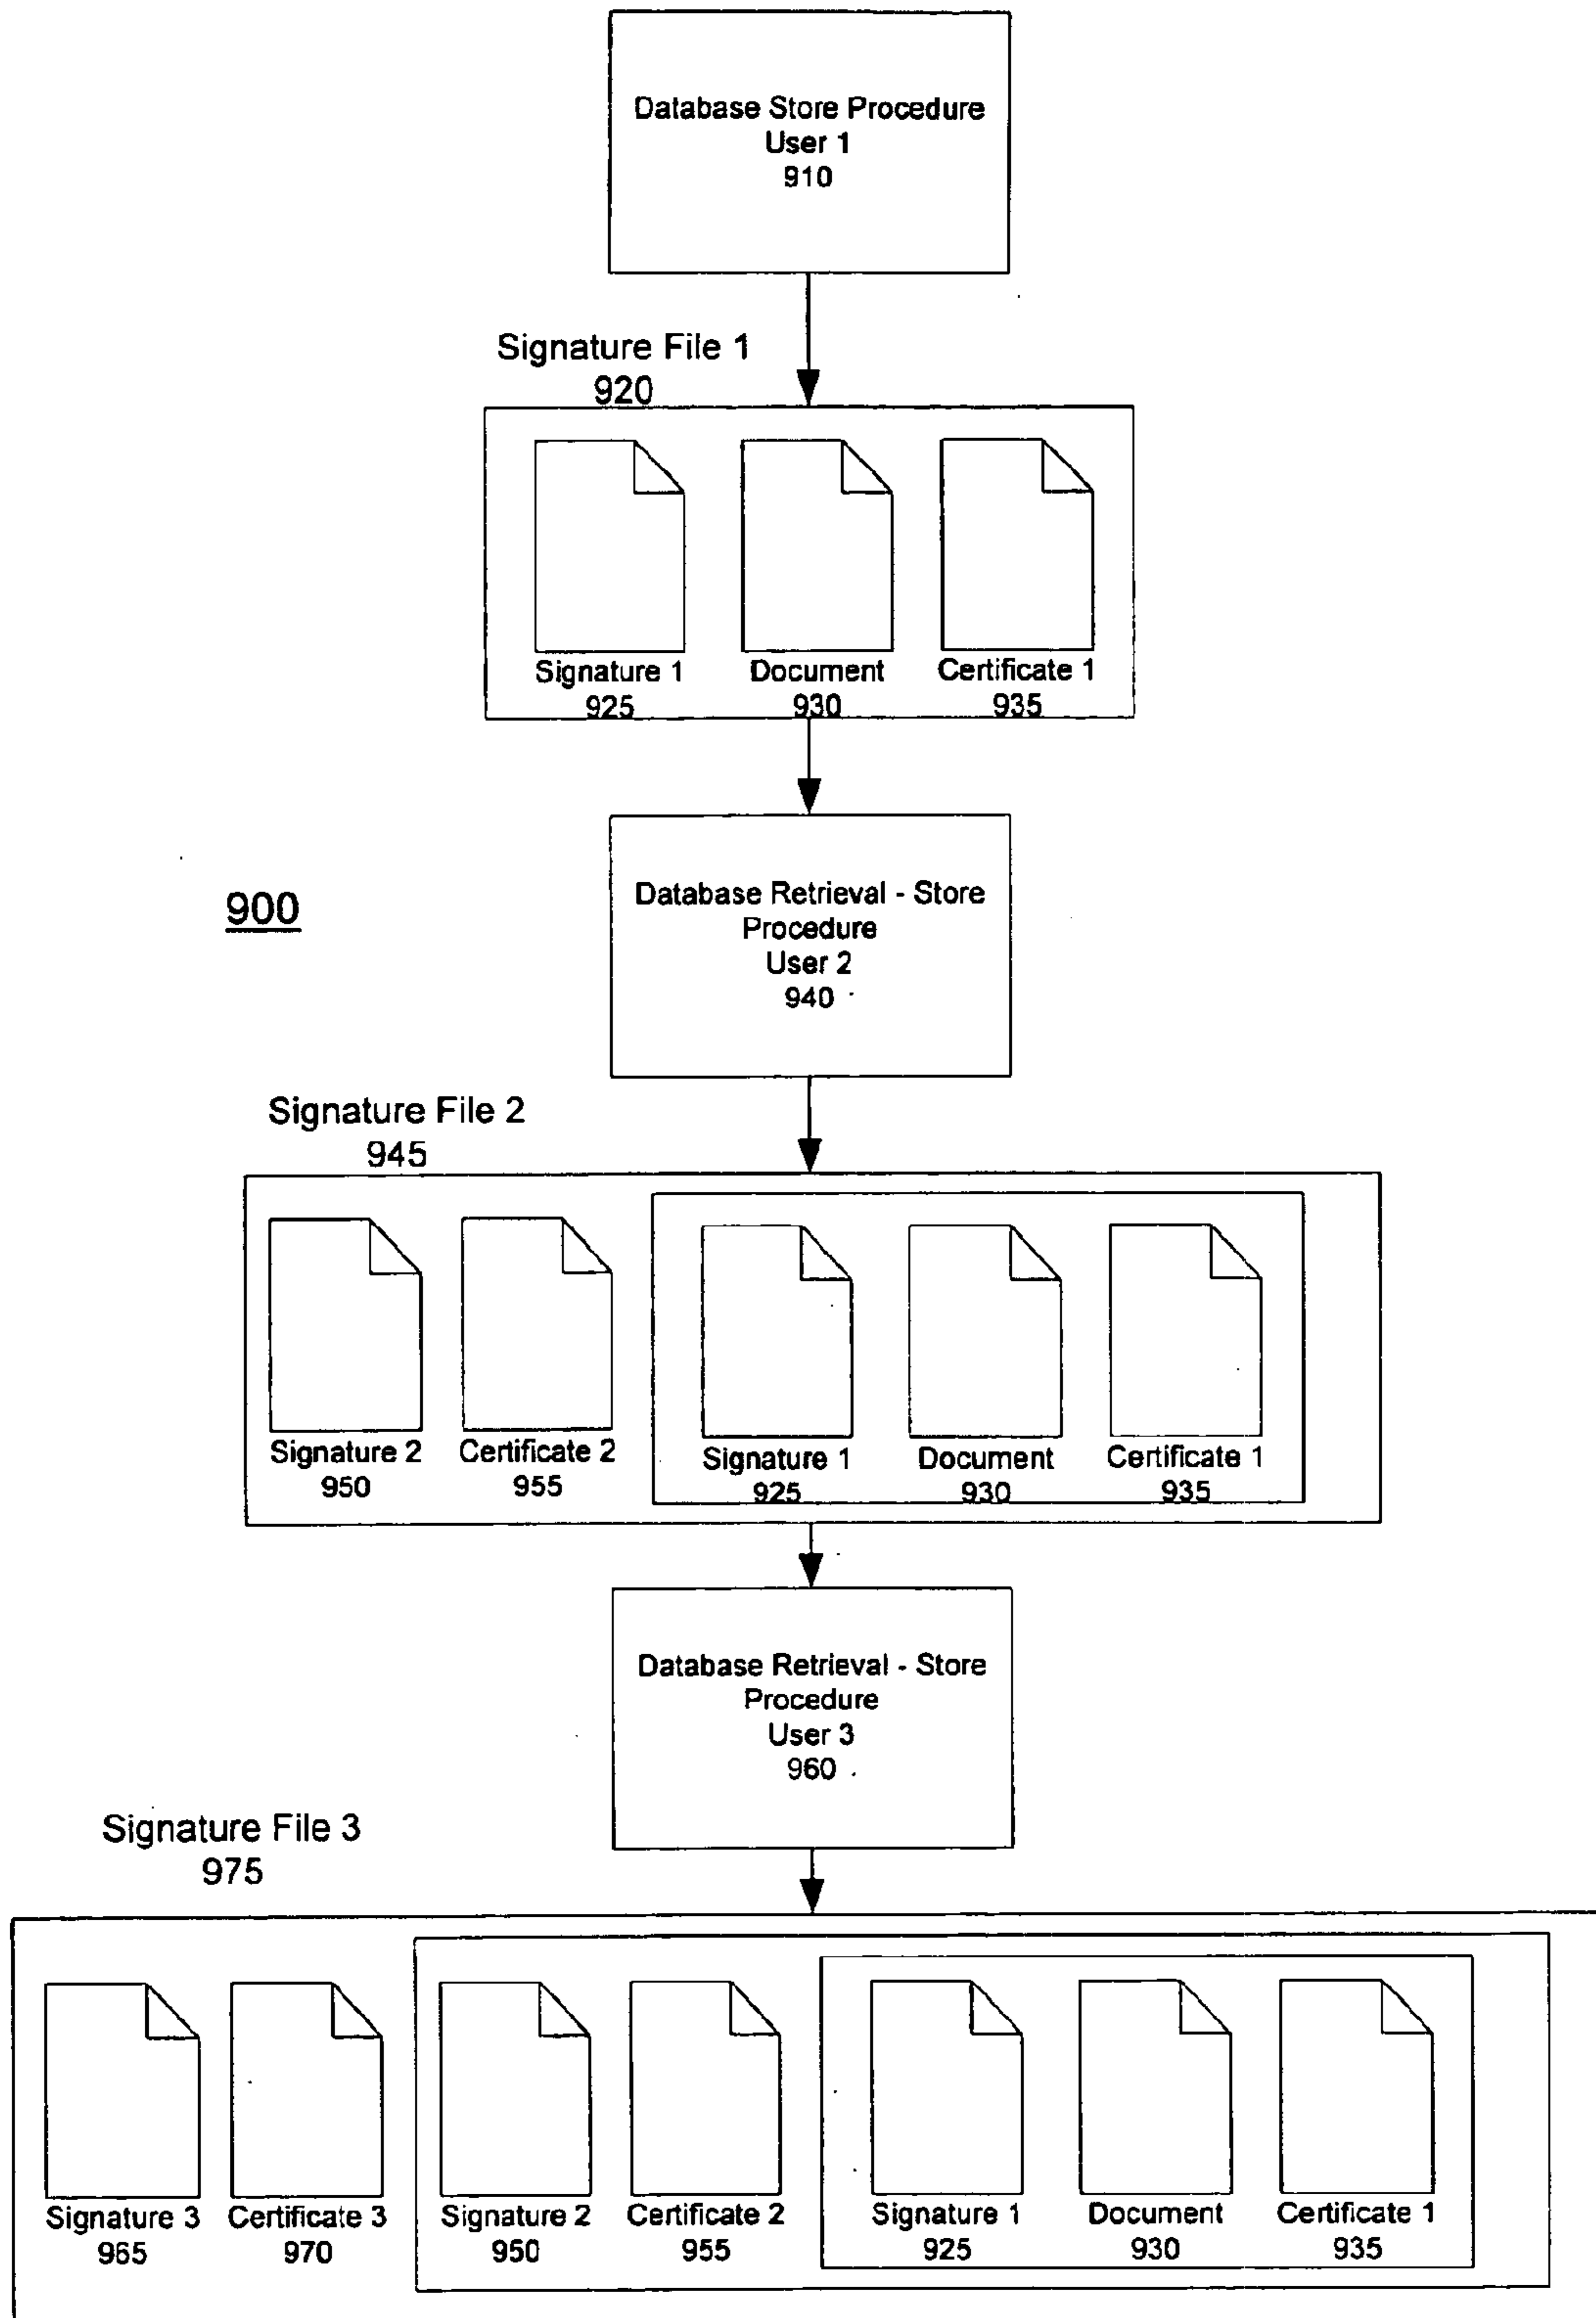 Database Store Procedure
User 1
910
Signature File 1
920
Signature 1
925
Document
930
Certificate 1
935
900
Database Retrieval - Store
Procedure
User 2
940
Signature File 2
945
Signature 2
950
Certificate 2
955
Signature 1
925
Document
930
Certificate 1
935
Database Retrieval - Store
Procedure
User 3
960
Signature File 3
975
Signature 3
965
Certificate 3
970
Signature 2
950
Certificate 2
955
Signature 1
925
Document
930
Certificate 1
935